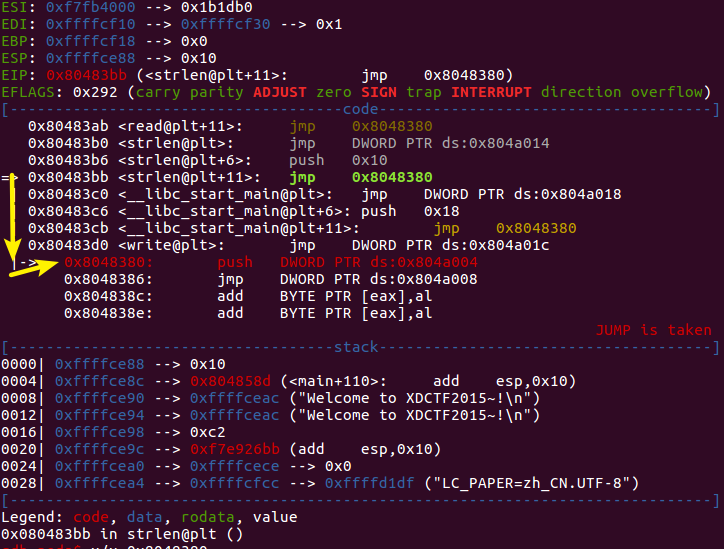 ESI: 0xf7fb4000 --> 0x1b1db0
EDI: 0xffffcf10 --> 0xffffcf30 --> 0x1
EBP: 0xffffcf18 --> 0x0
ESP: 0xffffce88 --> 0x10
EIP: 0x80483bb (<strlen@plt+11>: jmp 0x8048380)
EFLAGS: 0x292 (carry parity ADJUST zero SIGN trap INTERRUPT direction overflow)
[-------------------------------------code-------------------------------------]
0x80483ab <read@plt+11>: jmp 0x8048380
0x80483b0 <strlen@plt>: jmp DWORD PTR ds:0x804a014
0x80483b6 <strlen@plt+6>: push 0x10
=> 0x80483bb <strlen@plt+11>: jmp 0x8048380
| 0x80483c0 <__libc_start_main@plt>: jmp DWORD PTR ds:0x804a018
| 0x80483c6 <__libc_start_main@plt+6>: push 0x18
| 0x80483cb <__libc_start_main@plt+11>: jmp 0x8048380
| 0x80483d0 <write@plt>: jmp DWORD PTR ds:0x804a01c
|-> 0x8048380: push DWORD PTR ds:0x804a004
0x8048386: jmp DWORD PTR ds:0x804a008
0x804838c: add BYTE PTR [eax],al
0x804838e: add BYTE PTR [eax],al
JUMP is taken
[------------------------------------stack-------------------------------------]
0000| 0xffffce88 --> 0x10
0004| 0xffffce8c --> 0x804858d (<main+110>: add esp,0x10)
0008| 0xffffce90 --> 0xffffceac ("Welcome to XDCTF2015~!\n")
0012| 0xffffce94 --> 0xffffceac ("Welcome to XDCTF2015~!\n")
0016| 0xffffce98 --> 0xc2
0020| 0xffffce9c --> 0xf7e926bb (add esp,0x10)
0024| 0xffffcea0 --> 0xffffcece --> 0x0
0028| 0xffffcea4 --> 0xffffcfcc --> 0xffffd1df ("LC_PAPER=zh_CN.UTF-8")
[------------------------------------------------------------------------------]
Legend: code, data, rodata, value
0x080483bb in strlen@plt ()